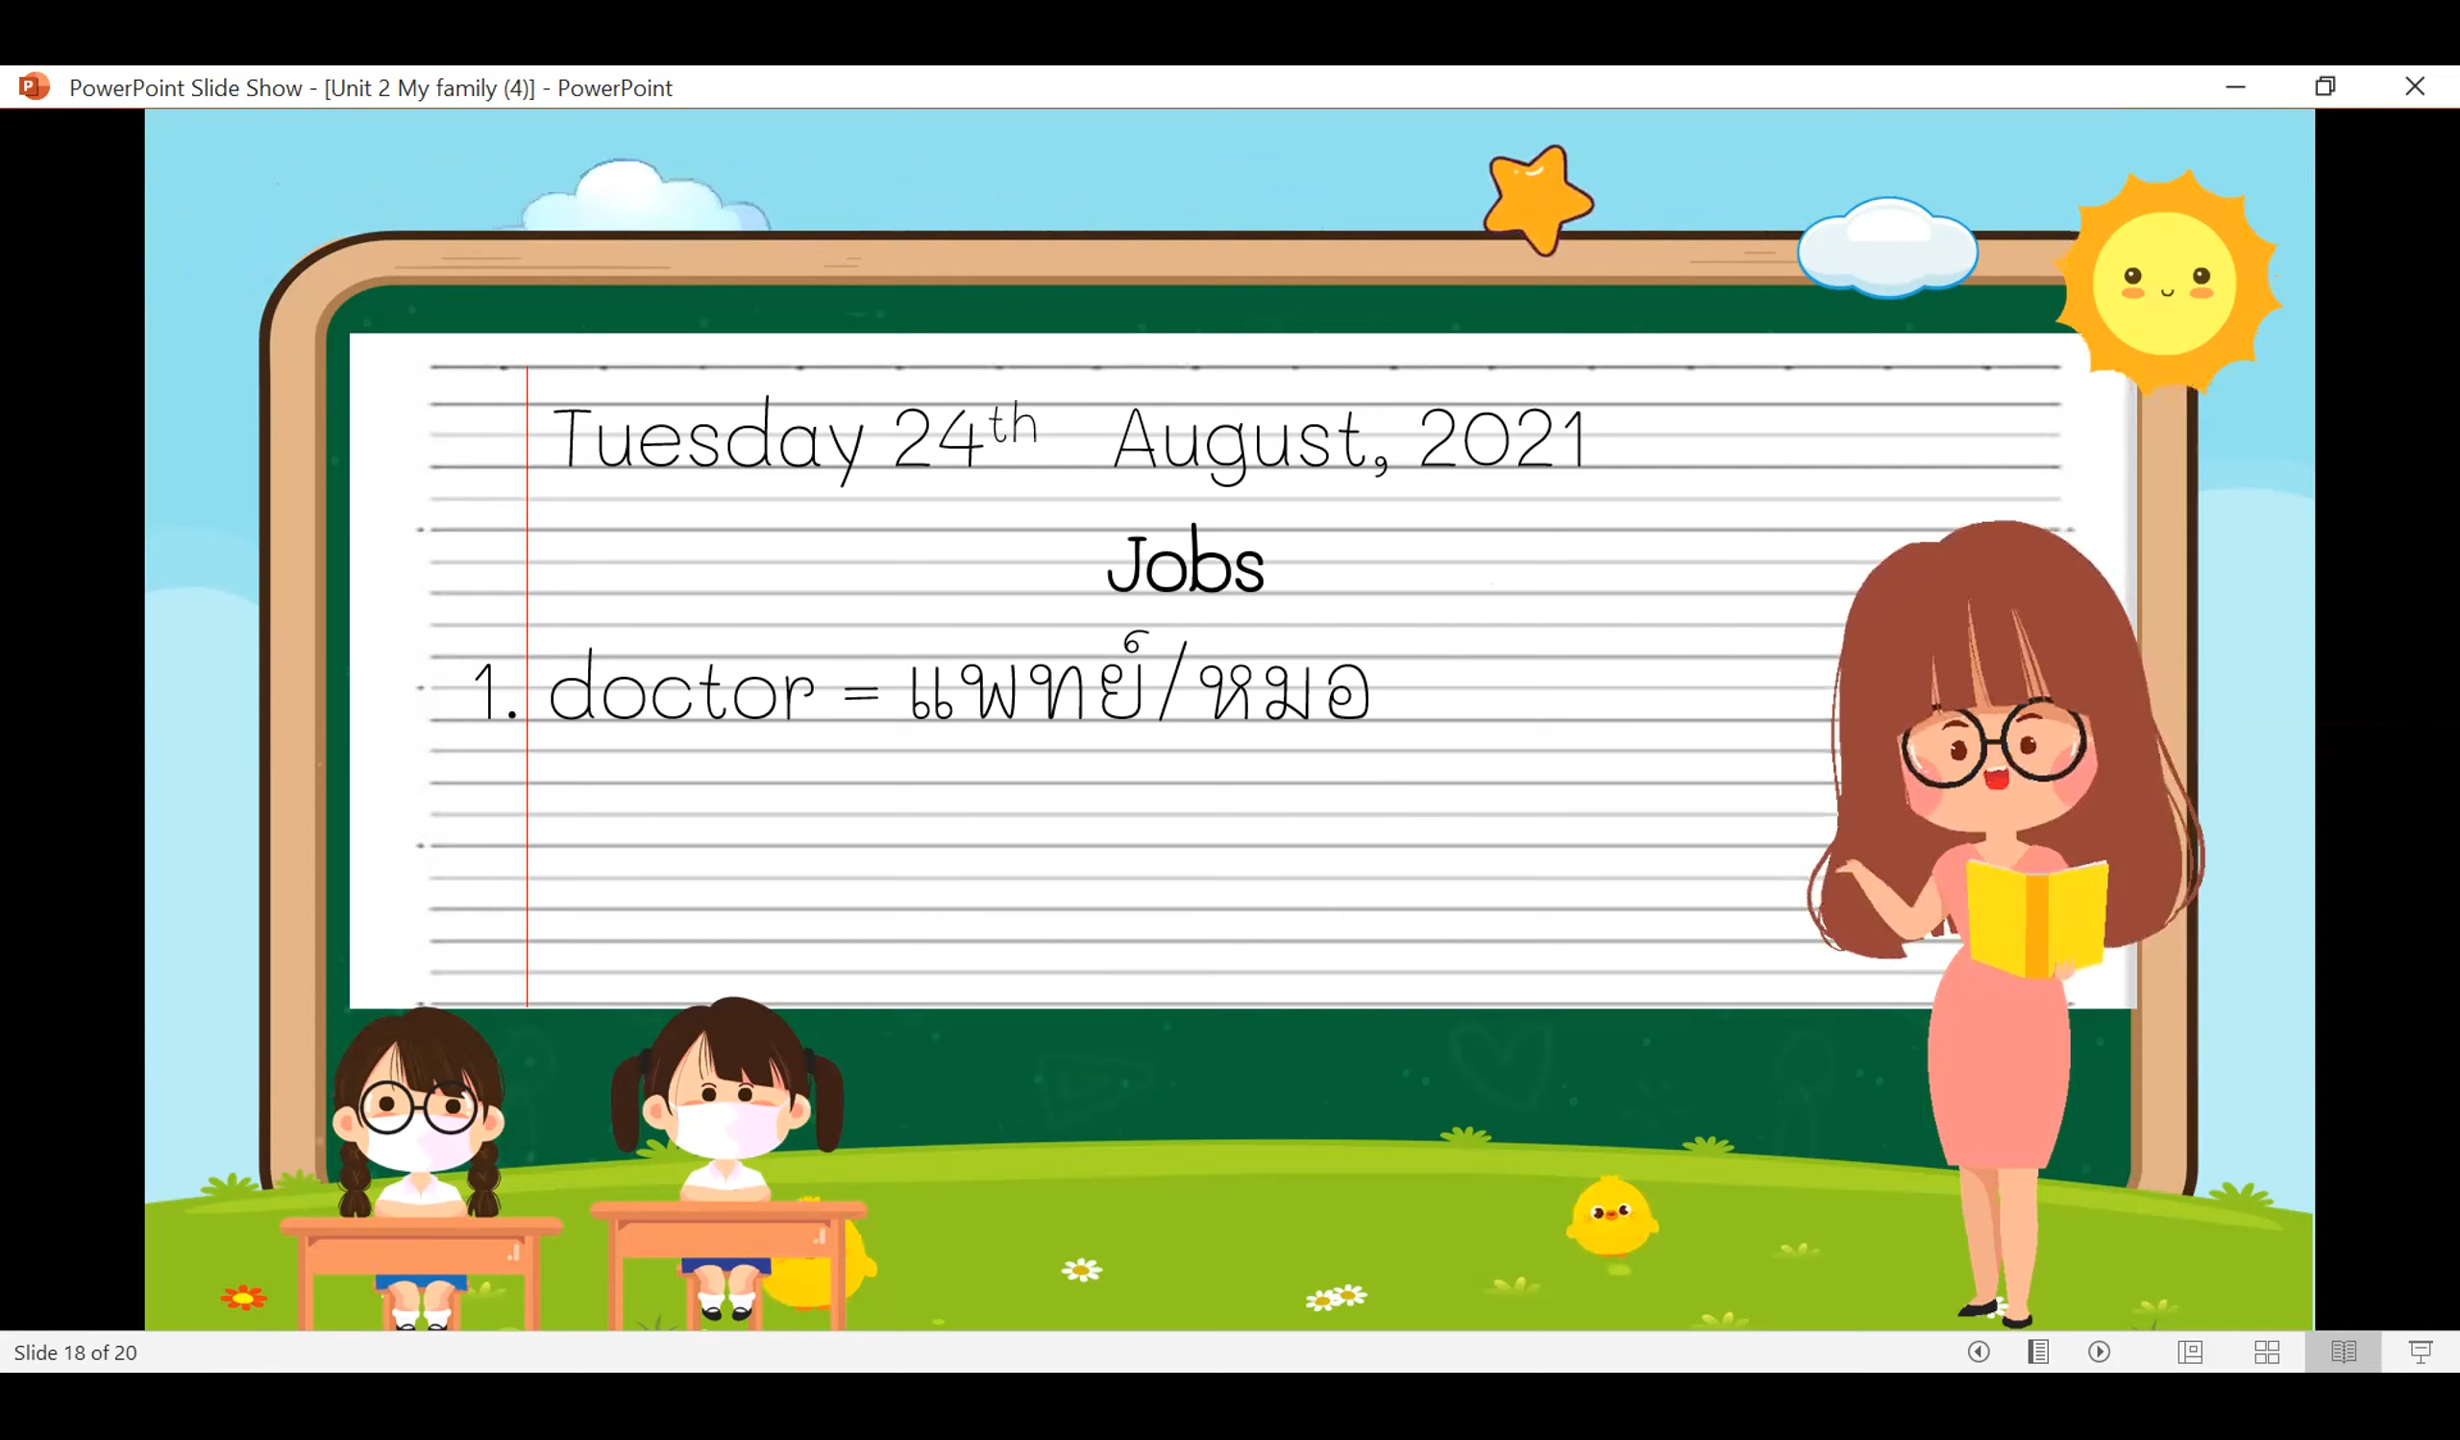 PowerPoint Slide Show - [Unit 2 My family (4)] - PowerPoint
Tuesday 24th August, 2021
Jobs
1. doctor = แพทย์/หมอ
Slide 18 of 20